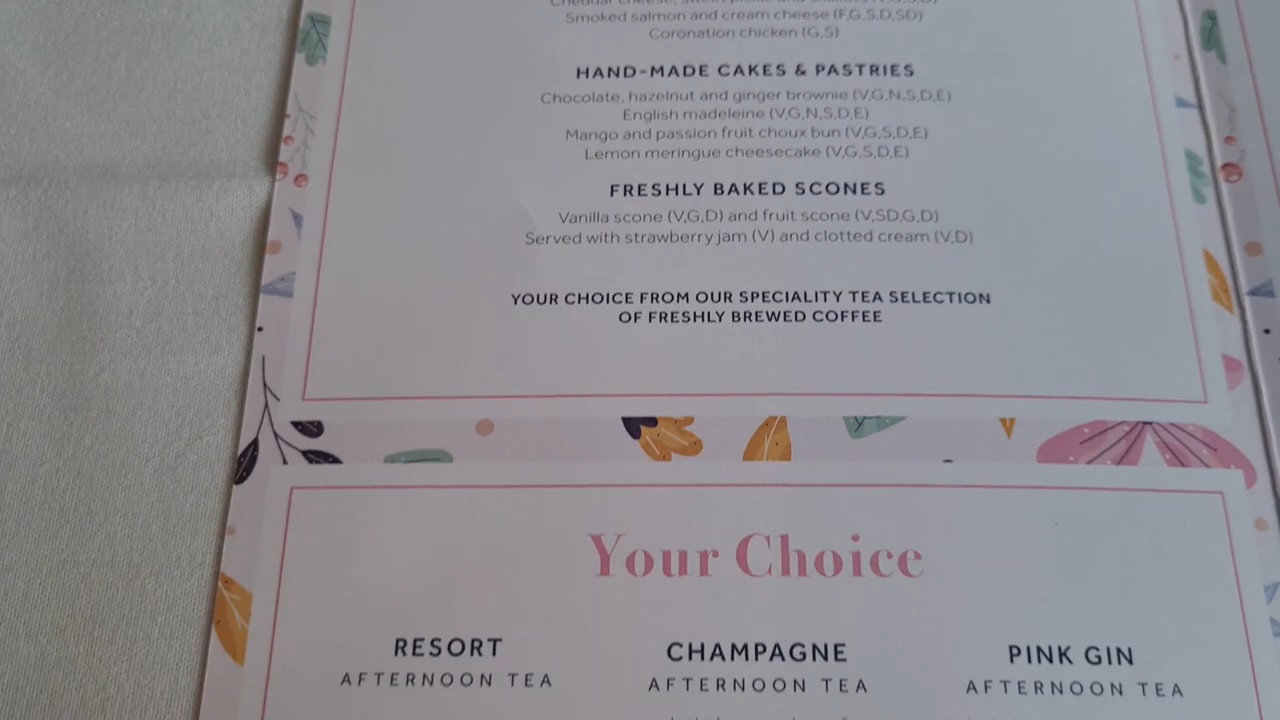 Smoked salmon and cream cheese (F,G,S,D,SD)
Coronation chicken (G,S)
HAND-MADE CAKES & PASTRIES
Chocolate, hazelnut and ginger brownie (V,G,N,S,D,E)
English madeleine (V,G,N,S,D,E)
Mango and passion fruit choux bun (V,G,S,D,E)
Lemon meringue cheesecake (V,G,S,D,E)
FRESHLY BAKED SCONES
Vanilla scone (V,G,D) and fruit scone (V,SD,G,D)
Served with strawberry jam (V) and clotted cream (V,D)
YOUR CHOICE FROM OUR SPECIALITY TEA SELECTION
OF FRESHLY BREWED COFFEE
Your Choice
RESORT CHAMPAGNE PINK GIN
AFTERNOON TEA AFTERNOON TEA AFTERNOON TEA